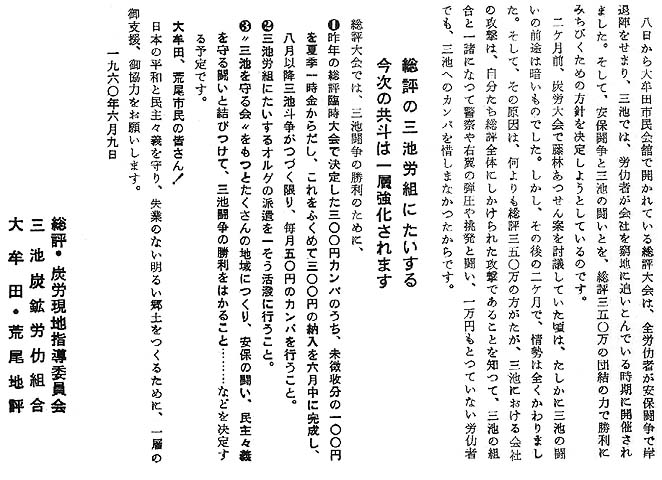 八日から大牟田市民会館で開かれている総評大会は、全労仂者が安保闘争で岸
退陣をせまり、三池では、労仂者が会社を窮地に追いこんでいる時期に開催され
ました。そして、安保闘争と三池の闘いとを、総評三五〇万の団結の力で勝利に
みちびくための方針を決定しようとしているのです。
二ケ月前、炭労大会で藤林あつせん案を討議していた頃は、たしかに三池の闘
いの前途は暗いものでした。しかし、その後の二ケ月で、情勢は全くかわりまし
た。そして、その原因は、何よりも総評三五〇万の方がたが、三池における会社
の攻撃は、自分たち総評全体にしかけられた攻撃であることを知つて、三池の組
合と一諸になつて警察や右翼の弾圧や挑発と闘い、一万円もとつていない労仂者
でも、三池へのカンパを惜しまなかつたからです。
総評の三池労組にたいする
今次の共斗は一層強化されます
総評大会では、三池闘争の勝利のために、
❶昨年の総評臨時大会で決定した三〇〇円カンパのうち、未徴收分の一〇〇円
を夏季一時金からだし、これをふくめて三〇〇円の納入を六月中に完成し、
八月以降三池斗争がつづく限り、毎月五〇円のカンパを行うこと。
❷三池労組にたいするオルグの派遣を一そう活潑に行うこと。
❸〃三池を守る会〃をもつとたくさんの地域につくり、安保の闘い、民主々義
を守る闘いと結びつけて、三池闘争の勝利をはかること………などを決定す
る予定です。
大牟田、荒尾市民の皆さん！
日本の平和と民主々義を守り、失業のない明るい郷土をつくるために、一層の
御支援、御協力をお願いします。
一九六〇年六月九日
総評・炭労現地指導委員会
三池炭鉱労仂組合
大牟田・荒尾地評